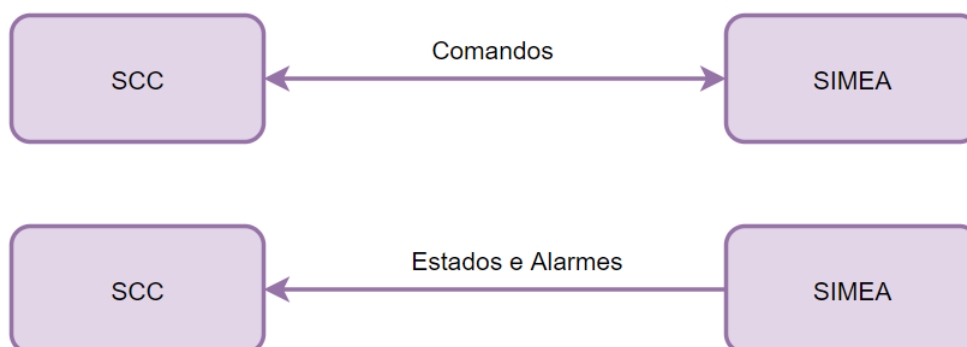 Comandos
SCC
SIMEA
Estados e Alarmes
SCC
SIMEA